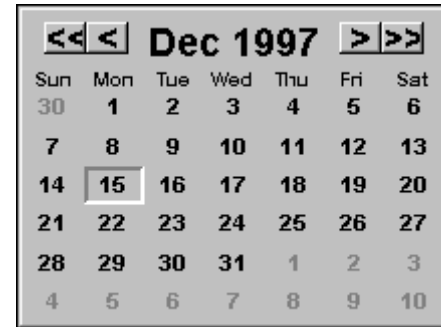 << < Dec 1997 > >>
Sun Mon Tue Wed Thu Fri Sat
30 1 2 3 4 5 6
7 8 9 10 11 12 13
14 15 16 17 18 19 20
21 22 23 24 25 26 27
28 29 30 31 1 2 3
4 5 6 7 8 9 10